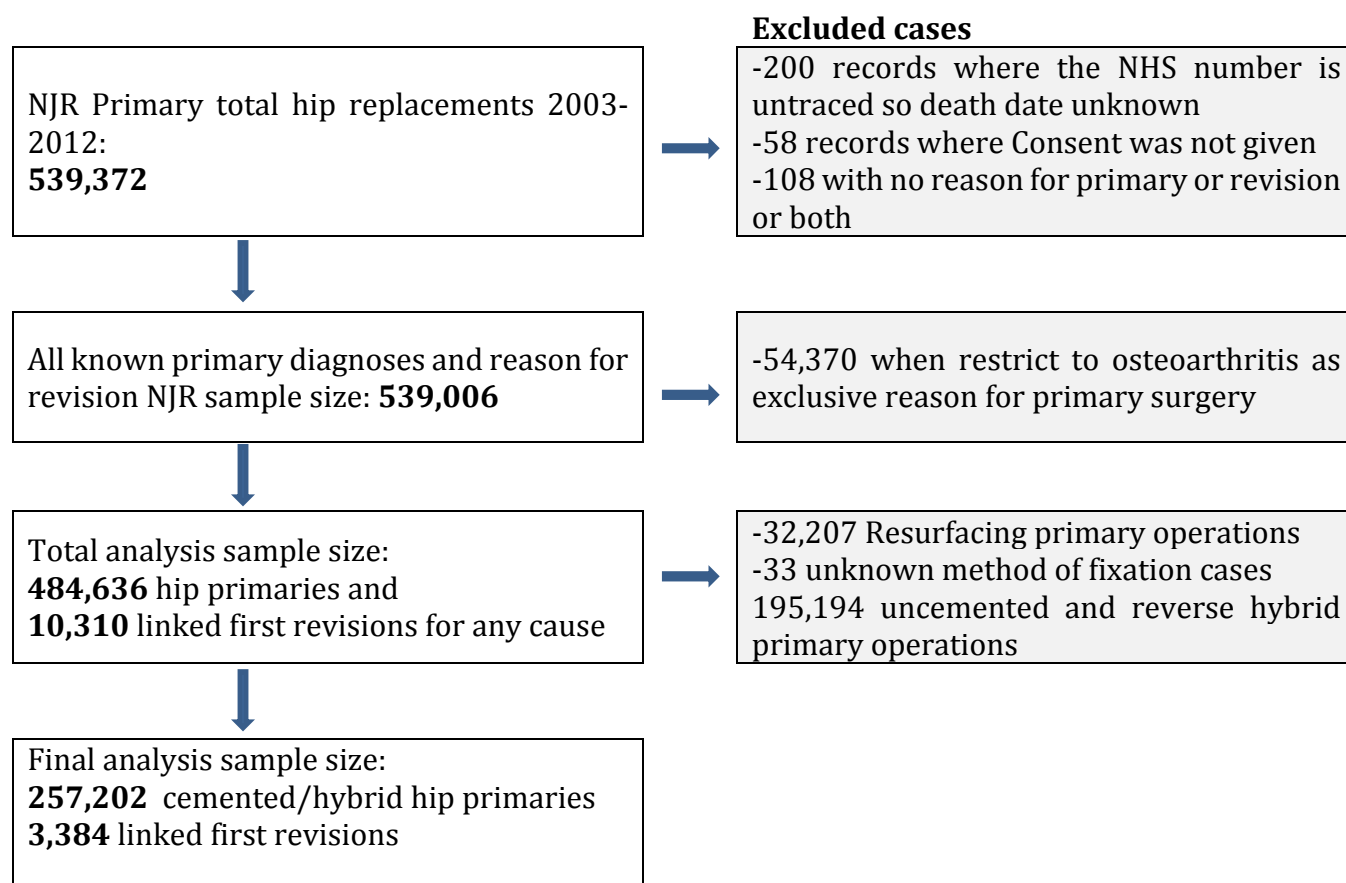 Excluded cases
NJR Primary total hip replacements 2003-
2012:
539,372
-200 records where the NHS number is
untraced so death date unknown
-58 records where Consent was not given
-108 with no reason for primary or revision
or both
All known primary diagnoses and reason for
revision NJR sample size: 539,006
-54,370 when restrict to osteoarthritis as
exclusive reason for primary surgery
Total analysis sample size:
484,636 hip primaries and
10,310 linked first revisions for any cause
-32,207 Resurfacing primary operations
-33 unknown method of fixation cases
195,194 uncemented and reverse hybrid
primary operations
Final analysis sample size:
257,202 cemented/hybrid hip primaries
3,384 linked first revisions